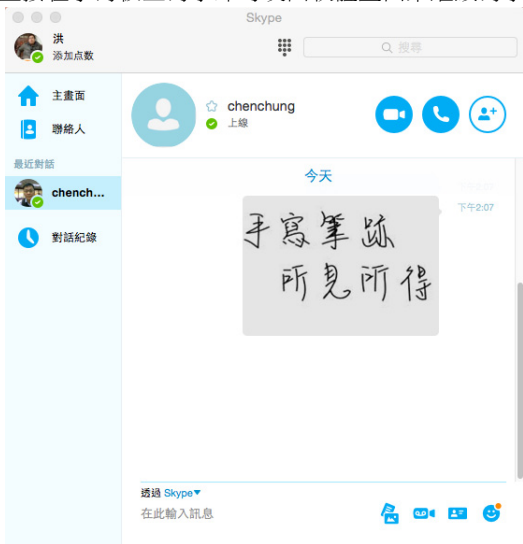 Skype
洪
添加点数
搜尋
主畫面
聯絡人
最近對話
chench...
對話紀錄
chenchung
上線
今天
下午2:07
手寫筆跡
所見所得
透過 Skype
在此輸入訊息